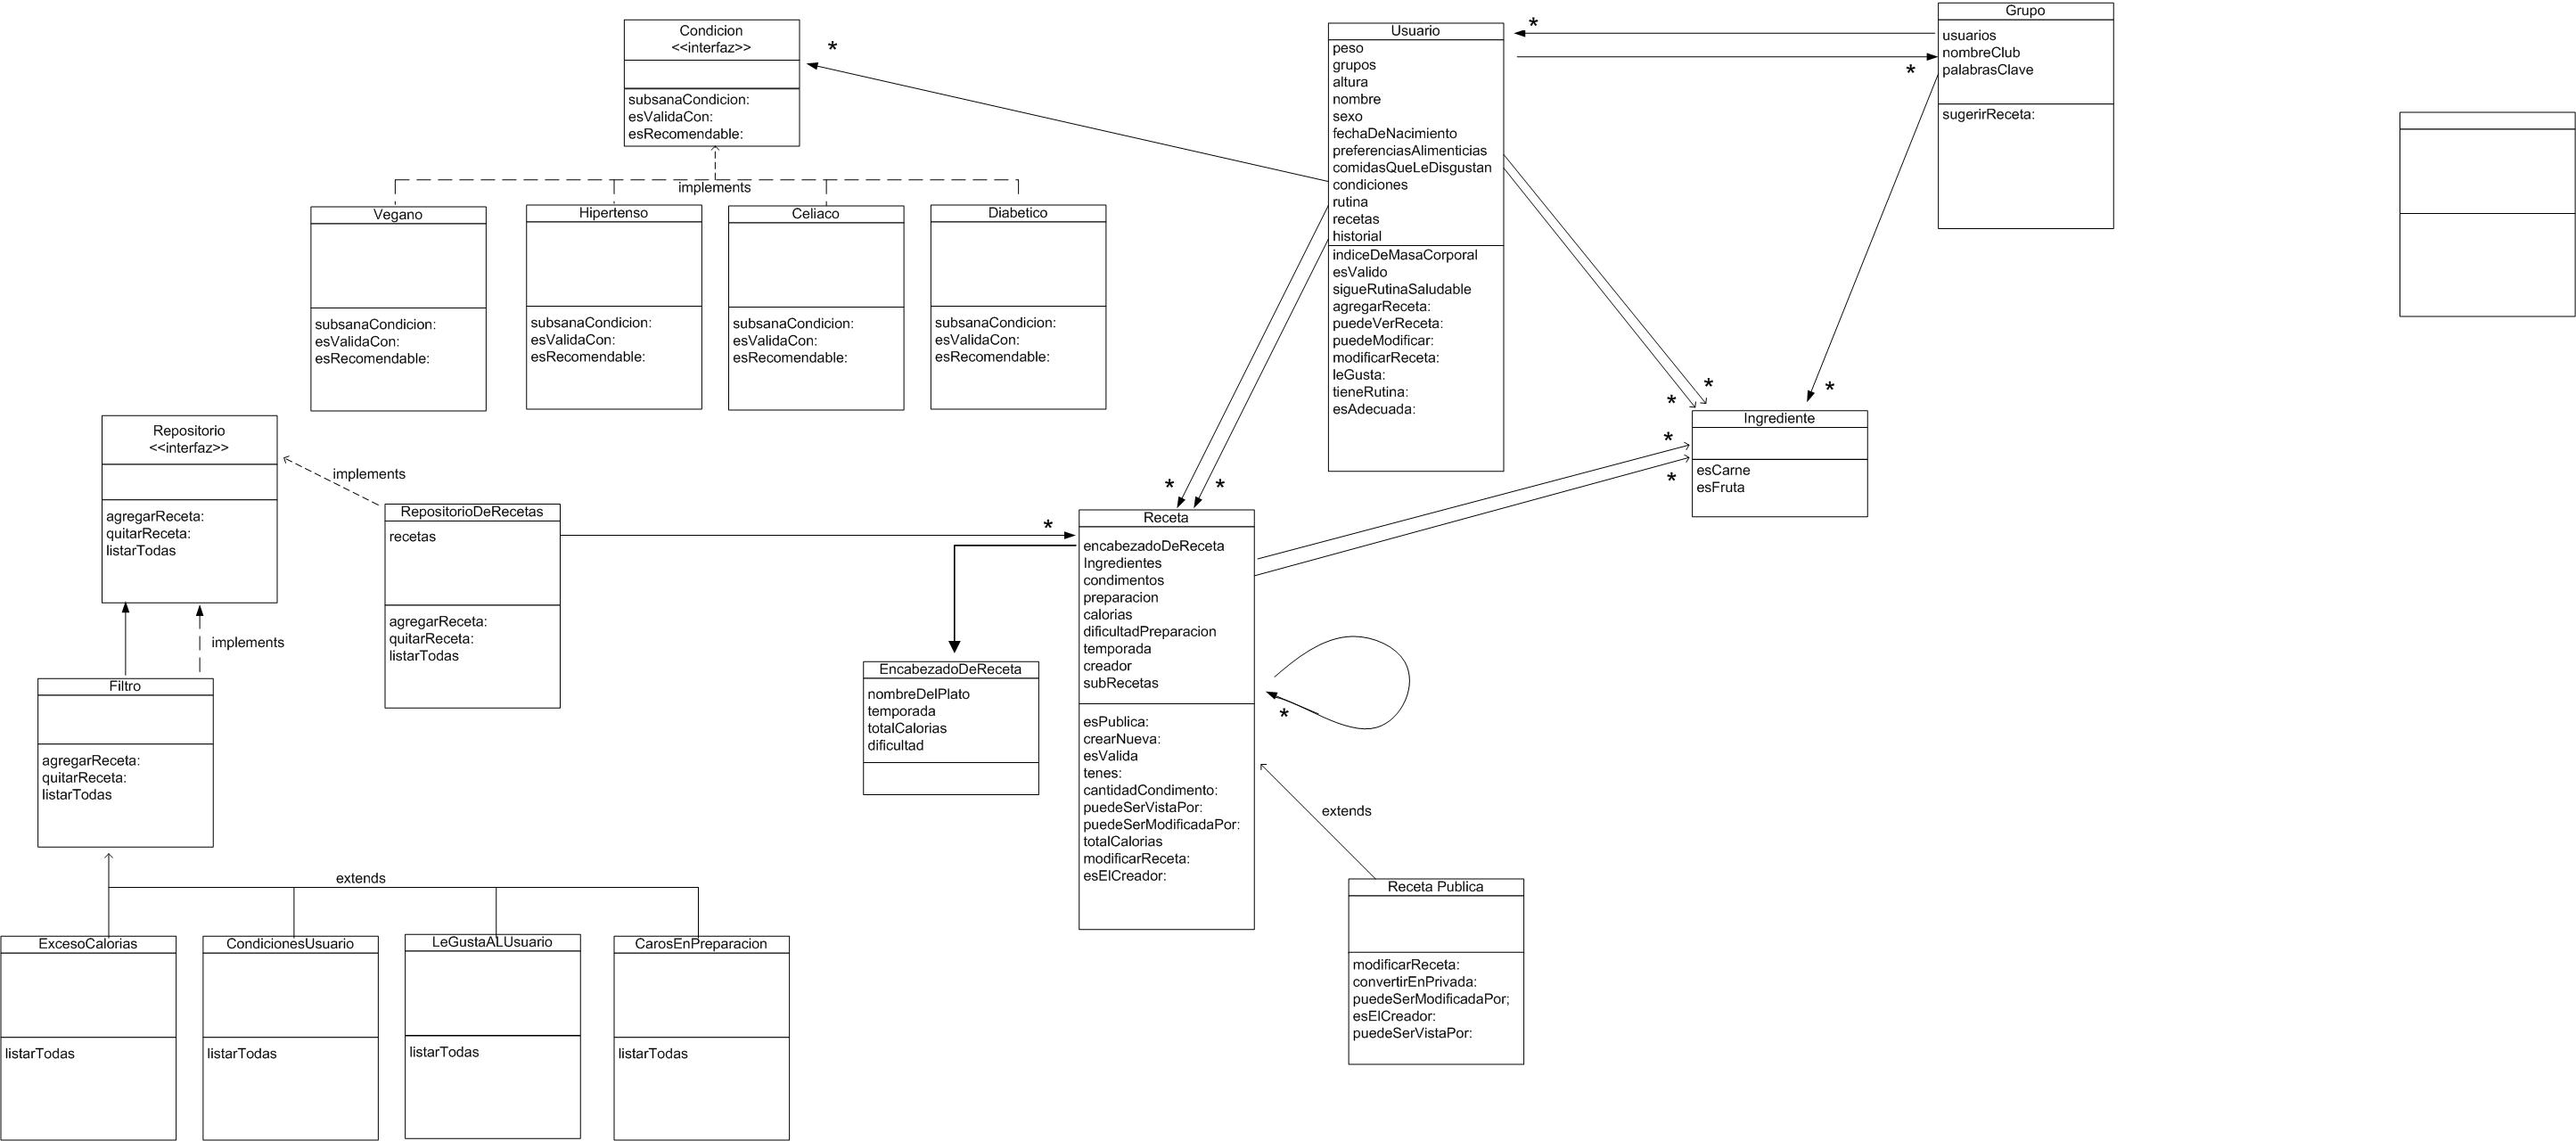 Condicion
<<interfaz>>
subsanaCondicion:
esValidaCon:
esRecomendable:
*
implements
Vegano
subsanaCondicion:
esValidaCon:
esRecomendable:
Hipertenso
subsanaCondicion:
esValidaCon:
esRecomendable:
Celiaco
subsanaCondicion:
esValidaCon:
esRecomendable:
Diabetico
subsanaCondicion:
esValidaCon:
esRecomendable:
Usuario
peso
grupos
altura
nombre
sexo
fechaDeNacimiento
preferenciasAlimenticias
comidasQueLeDisgustan
condiciones
rutina
recetas
historial
indiceDeMasaCorporal
esValido
sigueRutinaSaludable
agregarReceta:
puedeVerReceta:
puedeModificar:
modificarReceta:
leGusta:
tieneRutina:
esAdecuada:
*
*
Grupo
usuarios
nombreClub
palabrasClave
sugerirReceta:
*
*
*
Ingrediente
esCarne
esFruta
*
*
*
*
Repositorio
<<interfaz>>
agregarReceta:
quitarReceta:
listarTodas
implements
RepositorioDeRecetas
recetas
agregarReceta:
quitarReceta:
listarTodas
*
implements
Filtro
agregarReceta:
quitarReceta:
listarTodas
extends
ExcesoCalorias
listarTodas
CondicionesUsuario
listarTodas
LeGustaALUsuario
listarTodas
CarosEnPreparacion
listarTodas
EncabezadoDeReceta
nombreDelPlato
temporada
totalCalorias
dificultad
Receta
encabezadoDeReceta
Ingredientes
condimentos
preparacion
calorias
dificultadPreparacion
temporada
creador
subRecetas
esPublica:
crearNueva:
esValida
tenes:
cantidadCondimento:
puedeSerVistaPor:
puedeSerModificadaPor:
totalCalorias
modificarReceta:
esElCreador:
*
extends
Receta Publica
modificarReceta:
convertirEnPrivada:
puedeSerModificadaPor;
esElCreador:
puedeSerVistaPor: